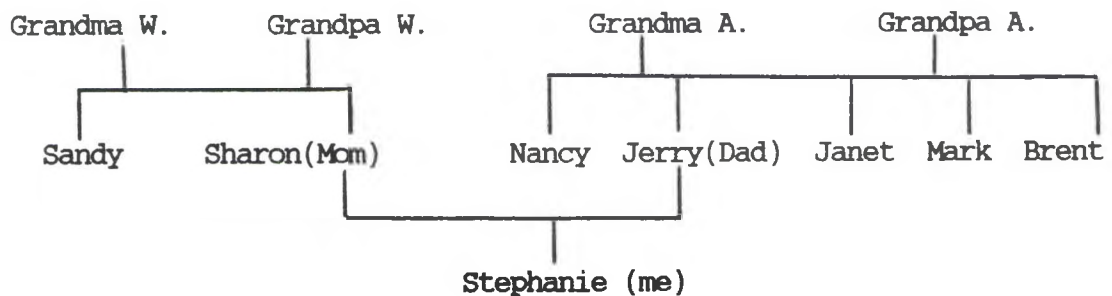 Grandma W. Grandpa W. Grandma A. Grandpa A.
Sandy Sharon(Mom) Nancy Jerry(Dad) Janet Mark Brent
Stephanie (me)